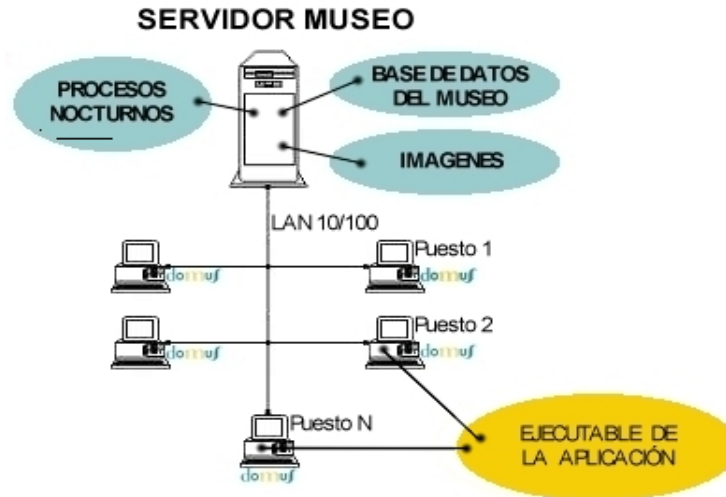 SERVIDOR MUSEO
PROCESOS
NOCTURNOS
BASE DE DATOS
DEL MUSEO
IMAGENES
LAN 10/100
Puesto 1
domus
domus
Puesto 2
domus
domus
Puesto N
domus
EJECUTABLE DE
LA APLICACIÓN